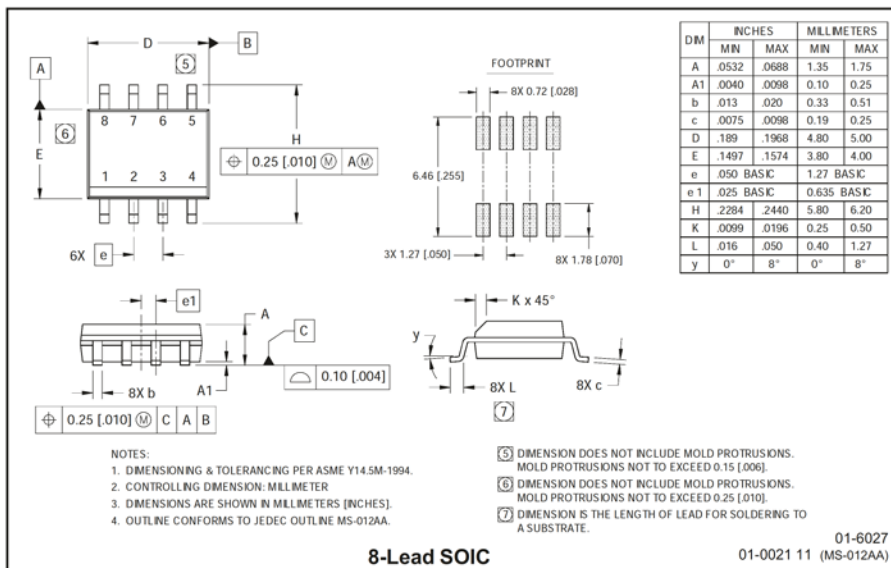 D
B
5
A
8 7 6 5
6
E
H
1 2 3 4
⌖ 0.25 [.010] Ⓜ AⓂ
6X e
FOOTPRINT
8X 0.72 [.028]
6.46 [.255]
3X 1.27 [.050]
8X 1.78 [.070]
DIM INCHES MILLIMETERS
MIN MAX MIN MAX
A .0532 .0688 1.35 1.75
A1 .0040 .0098 0.10 0.25
b .013 .020 0.33 0.51
c .0075 .0098 0.19 0.25
D .189 .1968 4.80 5.00
E .1497 .1574 3.80 4.00
e .050 BASIC 1.27 BASIC
e 1 .025 BASIC 0.635 BASIC
H .2284 .2440 5.80 6.20
K .0099 .0196 0.25 0.50
L .016 .050 0.40 1.27
y 0° 8° 0° 8°
e1
A
C
8X b
A1
⌓ 0.10 [.004]
⌖ 0.25 [.010] Ⓜ C A B
K x 45°
y
8X L
7
8X c
NOTES:
1. DIMENSIONING & TOLERANCING PER ASME Y14.5M-1994.
2. CONTROLLING DIMENSION: MILLIMETER
3. DIMENSIONS ARE SHOWN IN MILLIMETERS [INCHES].
4. OUTLINE CONFORMS TO JEDEC OUTLINE MS-012AA.
5 DIMENSION DOES NOT INCLUDE MOLD PROTRUSIONS.
MOLD PROTRUSIONS NOT TO EXCEED 0.15 [.006].
6 DIMENSION DOES NOT INCLUDE MOLD PROTRUSIONS.
MOLD PROTRUSIONS NOT TO EXCEED 0.25 [.010].
7 DIMENSION IS THE LENGTH OF LEAD FOR SOLDERING TO
A SUBSTRATE.
8-Lead SOIC
01-6027
01-0021 11 (MS-012AA)